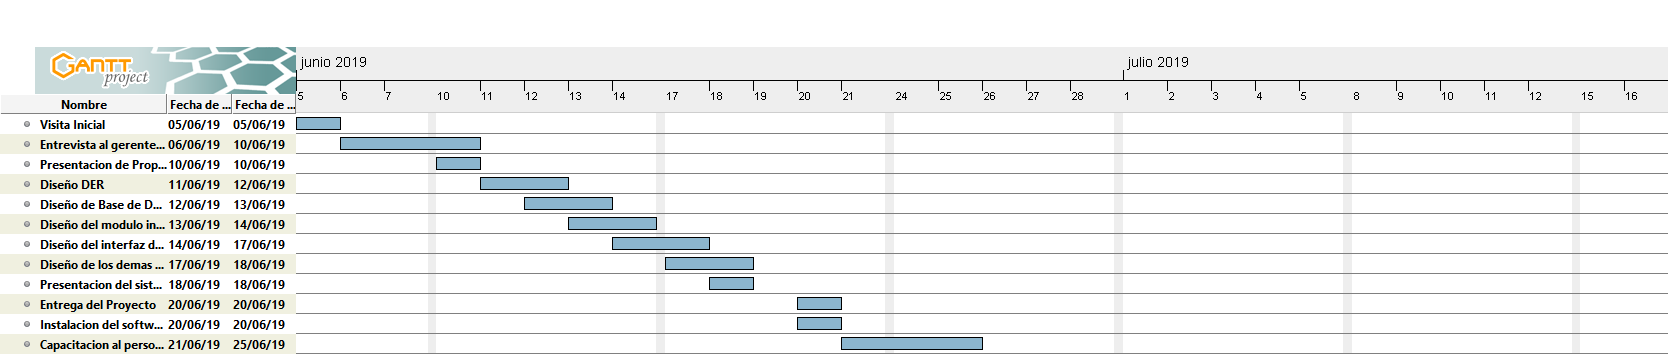 GANTT
project
junio 2019 julio 2019
Nombre Fecha de ... Fecha de ...
5 6 7 10 11 12 13 14 17 18 19 20 21 24 25 26 27 28 1 2 3 4 5 8 9 10 11 12 15 16
Visita Inicial 05/06/19 05/06/19
Entrevista al gerente... 06/06/19 10/06/19
Presentacion de Prop... 10/06/19 10/06/19
Diseño DER 11/06/19 12/06/19
Diseño de Base de D... 12/06/19 13/06/19
Diseño del modulo in... 13/06/19 14/06/19
Diseño del interfaz d... 14/06/19 17/06/19
Diseño de los demas ... 17/06/19 18/06/19
Presentacion del sist... 18/06/19 18/06/19
Entrega del Proyecto 20/06/19 20/06/19
Instalacion del softw... 20/06/19 20/06/19
Capacitacion al perso... 21/06/19 25/06/19